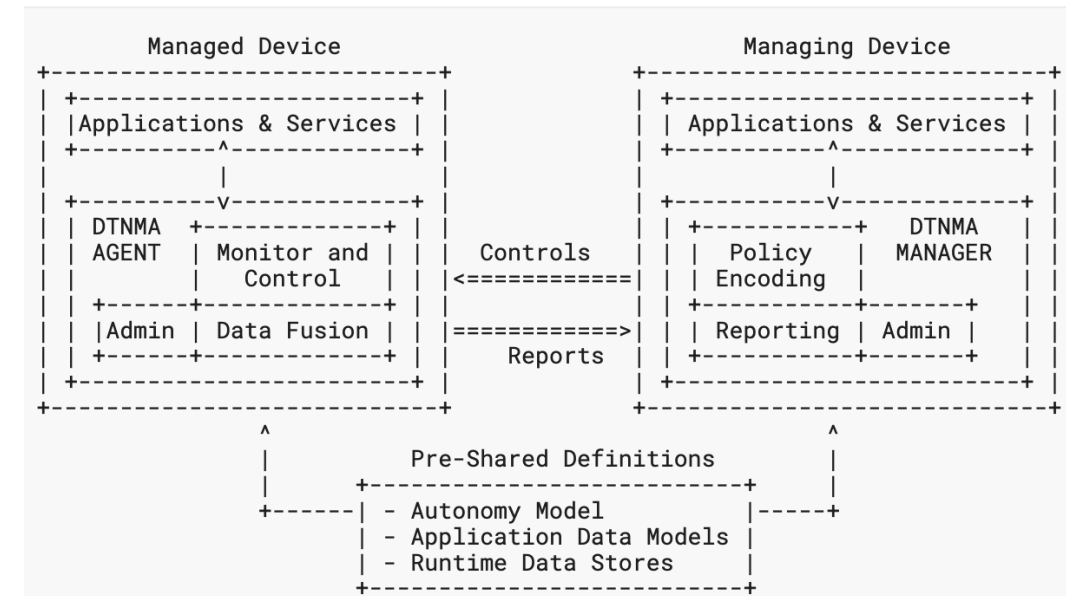 Managed Device                         Managing Device
+-----------------------------+            +-----------------------------+
| +-------------------------+ |            | +-------------------------+ |
| |Applications & Services | |            | | Applications & Services | |
| +----------^--------------+ |            | +-----------^-------------+ |
|            |                |            |             |               |
| +----------v--------------+ |            | +-----------v-------------+ |
| | DTNMA  +-------------+ | |            | | +-----------+   DTNMA   | |
| | AGENT  | Monitor and | | |  Controls  | | |  Policy   |  MANAGER  | |
| |        |   Control   | | |<============| | | Encoding  |           | |
| | +------+-------------+ | |            | | +-----------+-------+   | |
| | |Admin | Data Fusion | | |============>| | | Reporting | Admin |   | |
| | +------+-------------+ | |   Reports  | | +-----------+-------+   | |
| +-------------------------+ |            | +-------------------------+ |
+-----------------------------+            +-----------------------------+
^                                         ^
|          Pre-Shared Definitions         |
|       +---------------------------+     |
+------| - Autonomy Model          |-----+
| - Application Data Models |
| - Runtime Data Stores     |
+---------------------------+